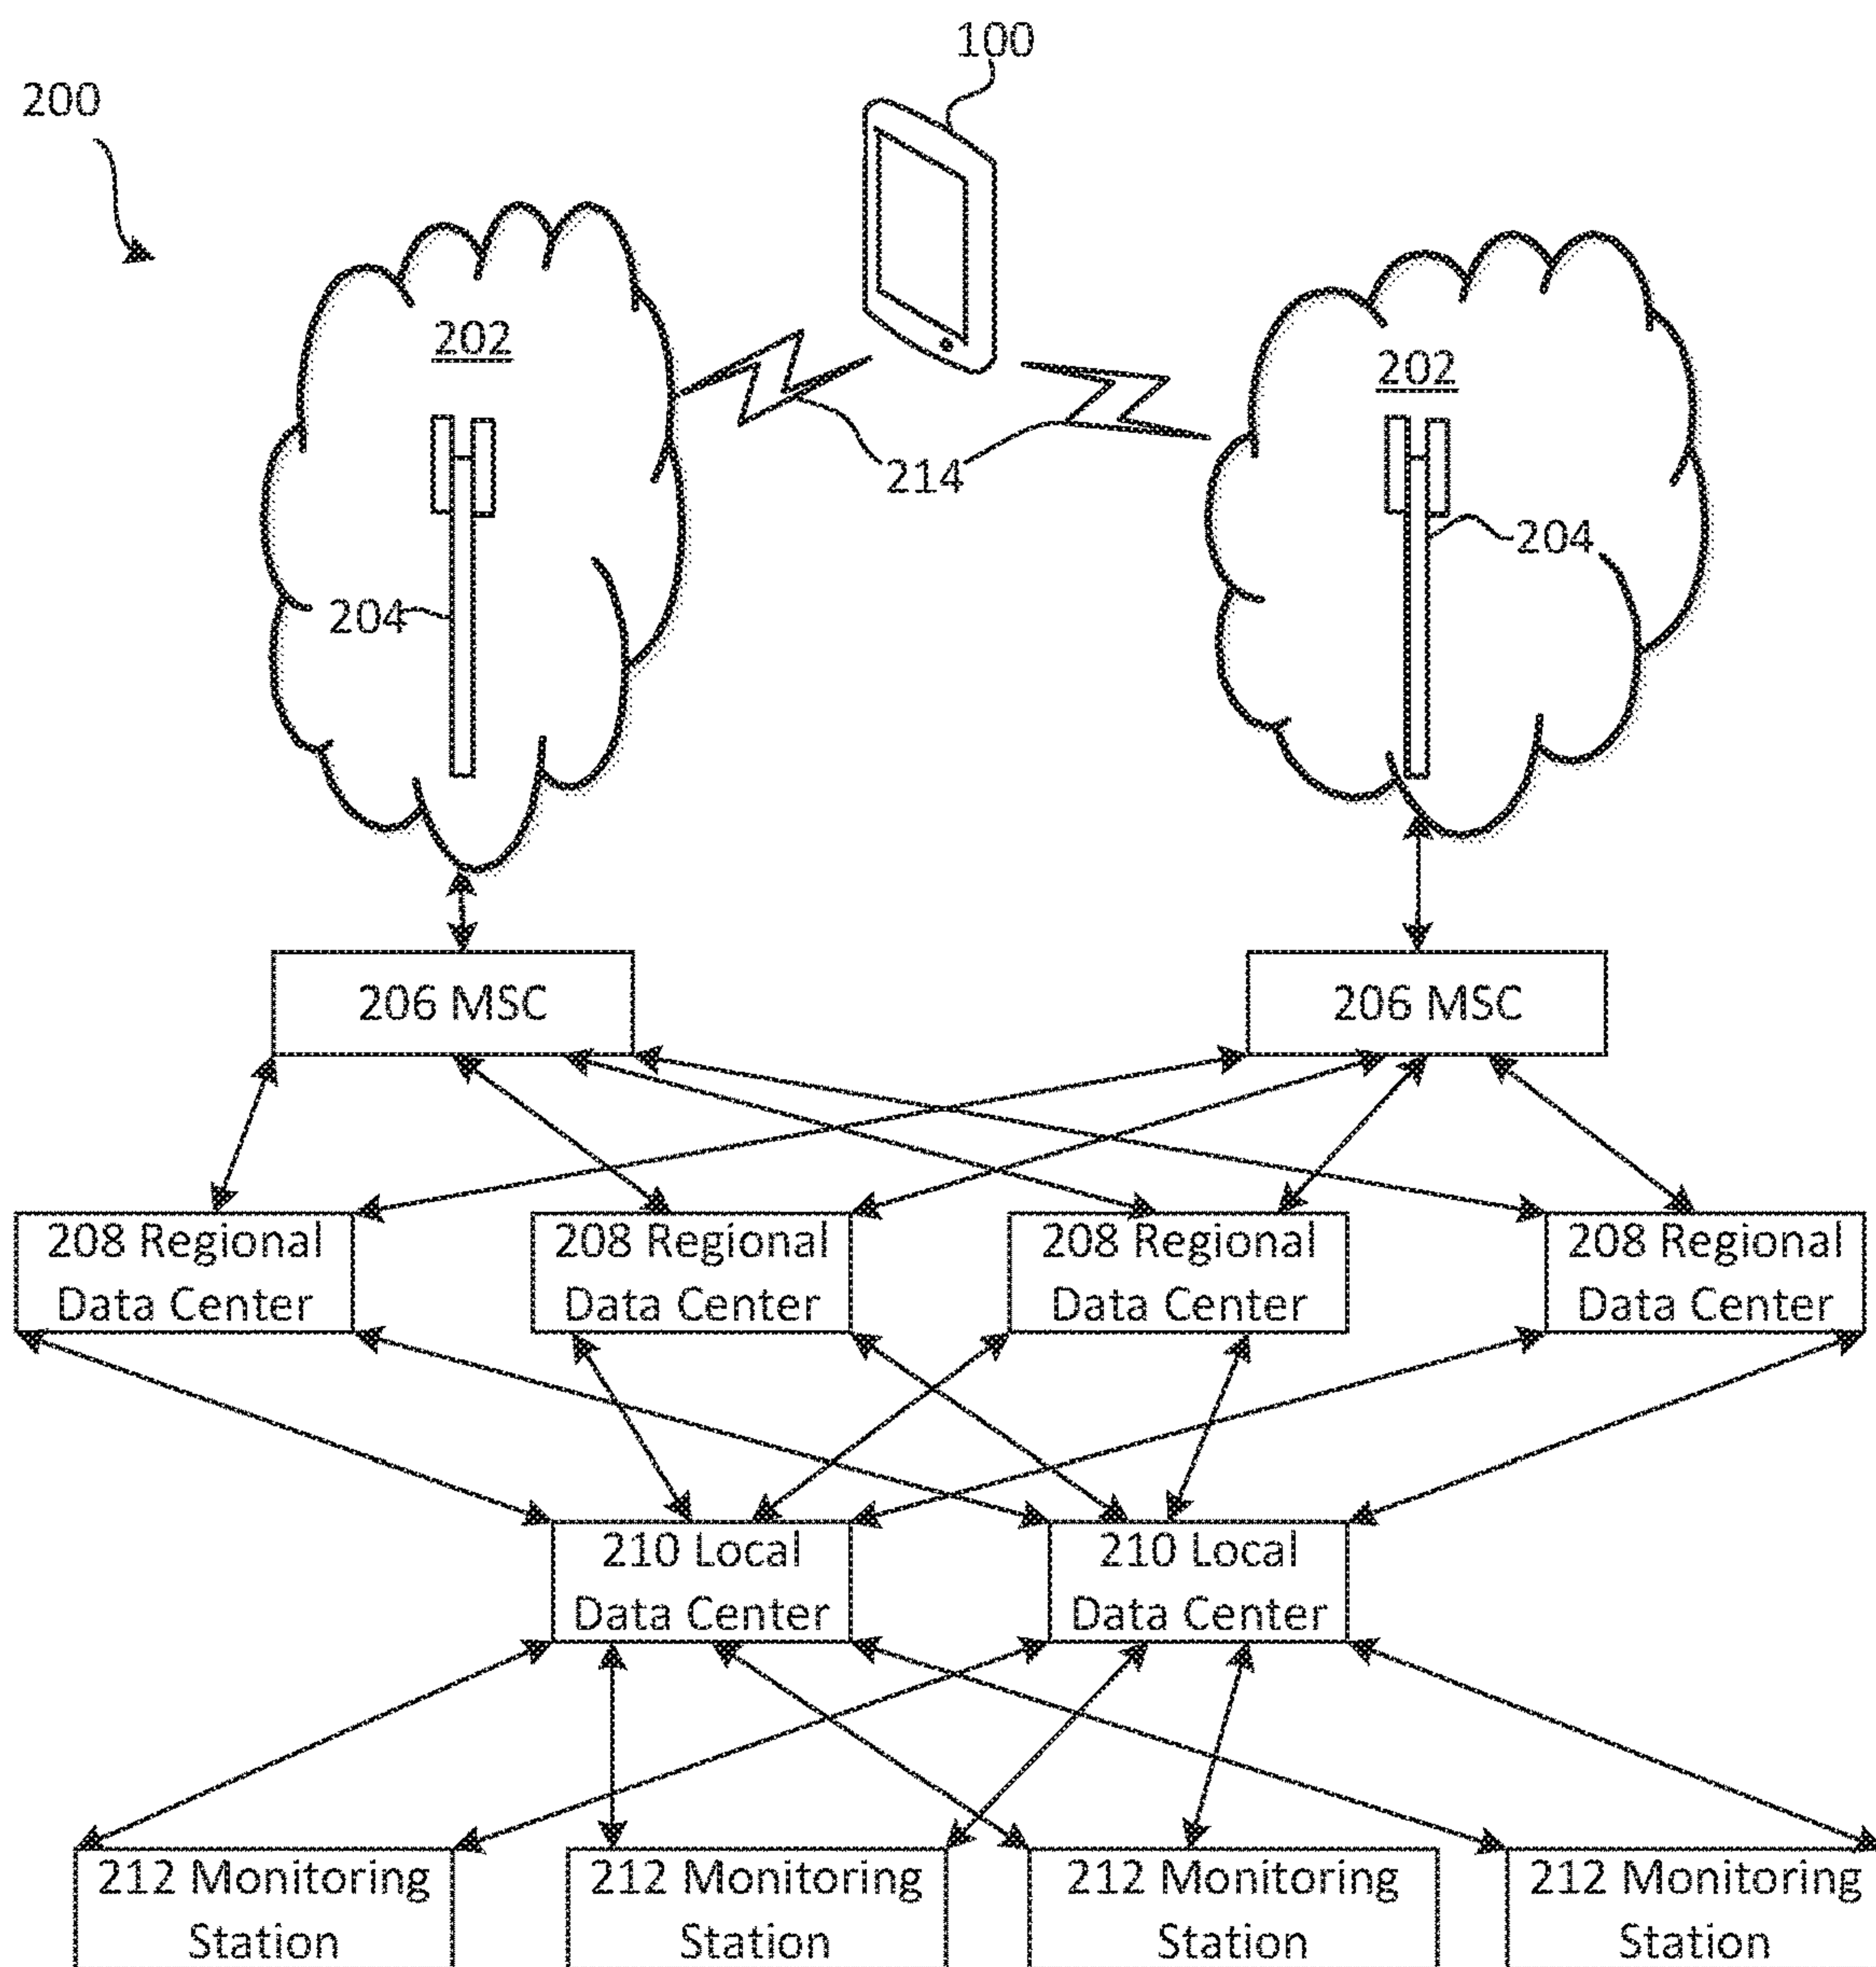 100
200
202
202
214
204
204
206 MSC
206 MSC
208 Regional
Data Center
208 Regional
Data Center
208 Regional
Data Center
208 Regional
Data Center
210 Local
Data Center
210 Local
Data Center
212 Monitoring
Station
212 Monitoring
Station
212 Monitoring
Station
212 Monitoring
Station